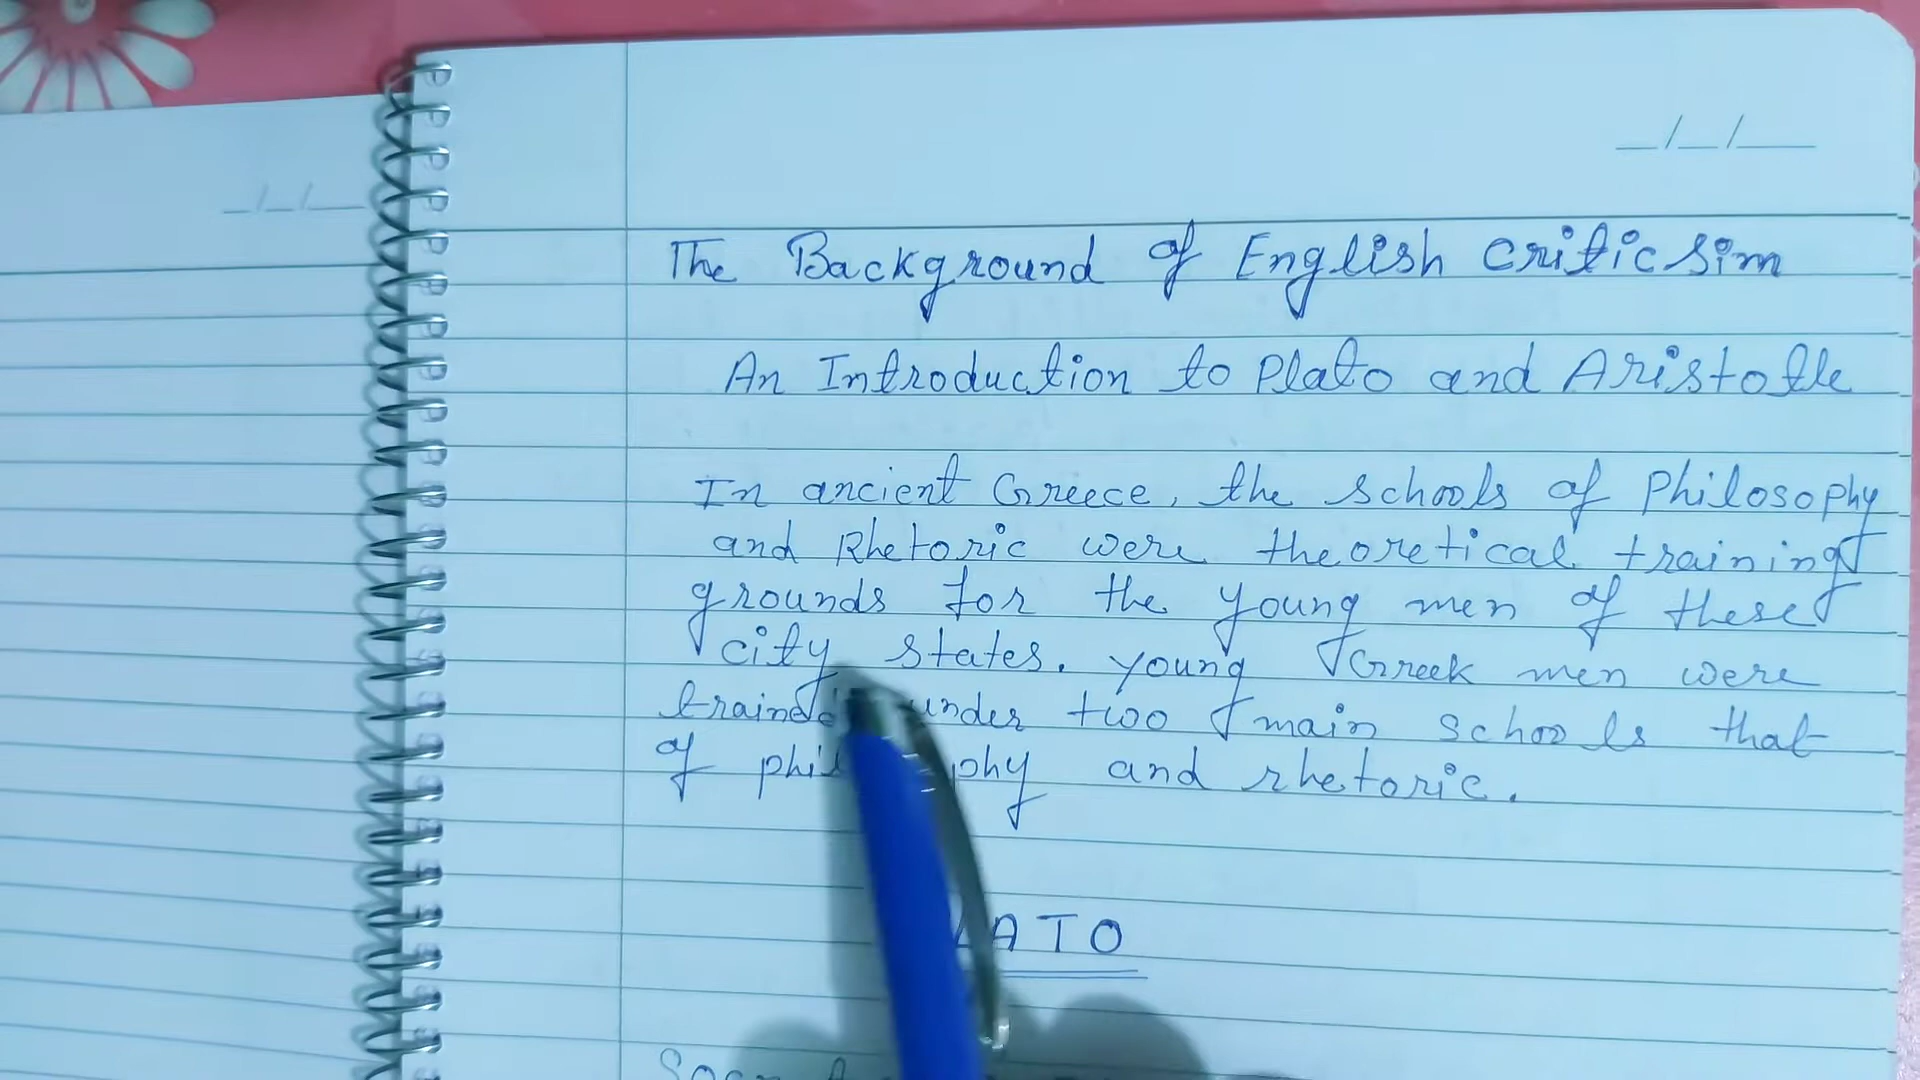 The Background of English criticsim
An Introduction to Plato and Aristotle
In ancient Greece, the schools of Philosophy
and Rhetoric were theoretical training
grounds for the young men of these
city states. young Greek men were
under two main schools that
of and rhetoric.